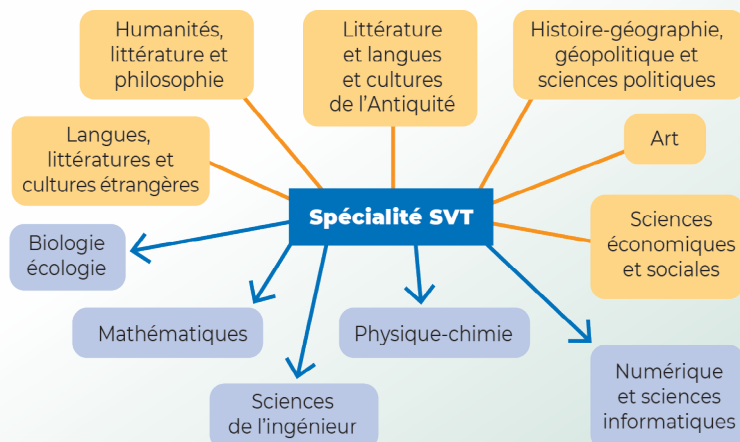 Humanités,
littérature et
philosophie
Littérature
et langues
et cultures
de l’Antiquité
Histoire-géographie,
géopolitique et
sciences politiques
Langues,
littératures et
cultures étrangères
Art
Spécialité SVT
Sciences
économiques
et sociales
Biologie
écologie
Mathématiques
Physique-chimie
Sciences
de l’ingénieur
Numérique
et sciences
informatiques